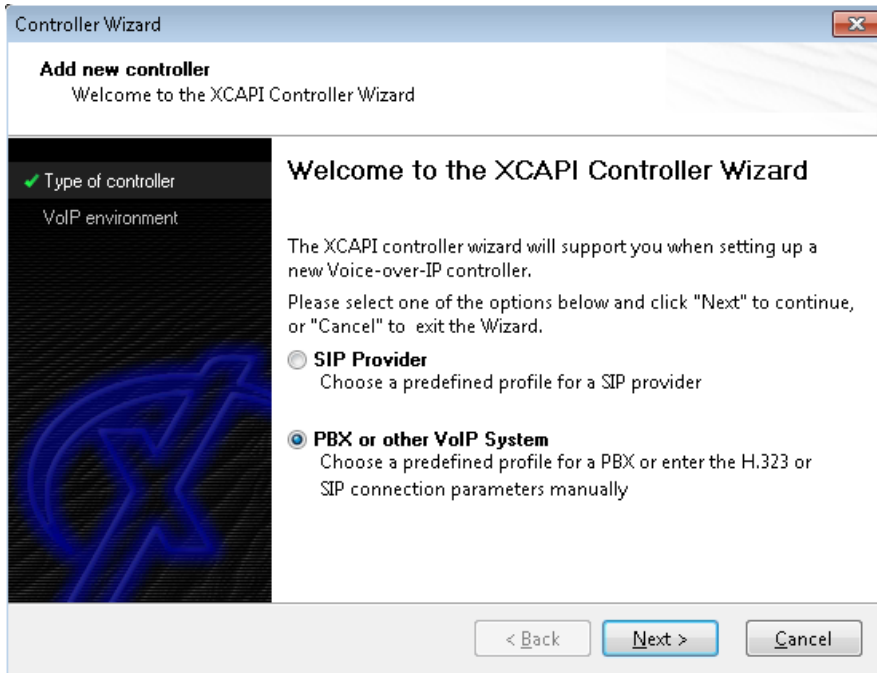 Controller Wizard
Add new controller
Welcome to the XCAPI Controller Wizard
Type of controller
VoIP environment
Welcome to the XCAPI Controller Wizard
The XCAPI controller wizard will support you when setting up a
new Voice-over-IP controller.
Please select one of the options below and click "Next" to continue,
or "Cancel" to exit the Wizard.
SIP Provider
Choose a predefined profile for a SIP provider
PBX or other VoIP System
Choose a predefined profile for a PBX or enter the H.323 or
SIP connection parameters manually
< Back
Next >
Cancel